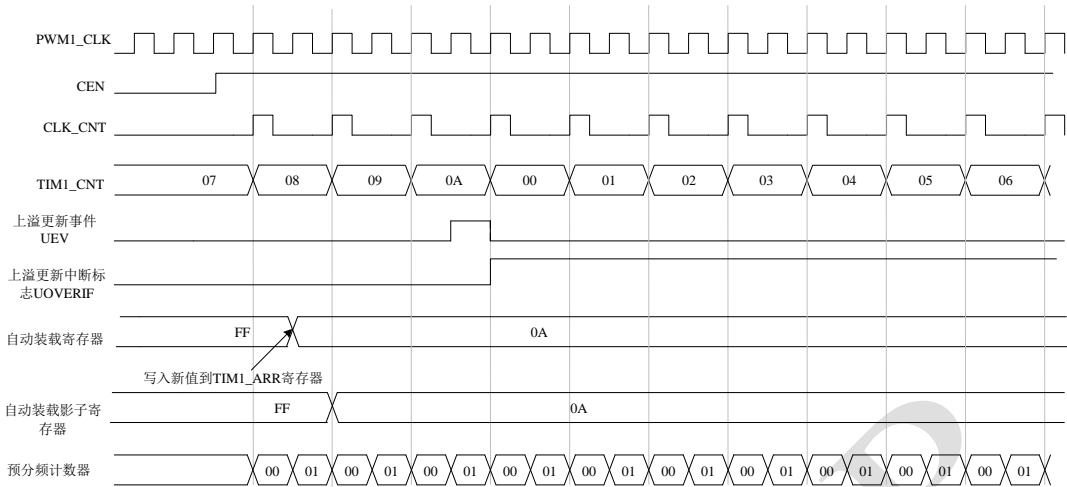 PWM1_CLK
CEN
CLK_CNT
TIM1_CNT 07 08 09 0A 00 01 02 03 04 05 06
上溢更新事件
UEV
上溢更新中断标
志UOVERIF
自动装载寄存器 FF 0A
写入新值到TIM1_ARR寄存器
自动装载影子寄
存器 FF 0A
预分频计数器 00 01 00 01 00 01 00 01 00 01 00 01 00 01 00 01 00 01 00 01